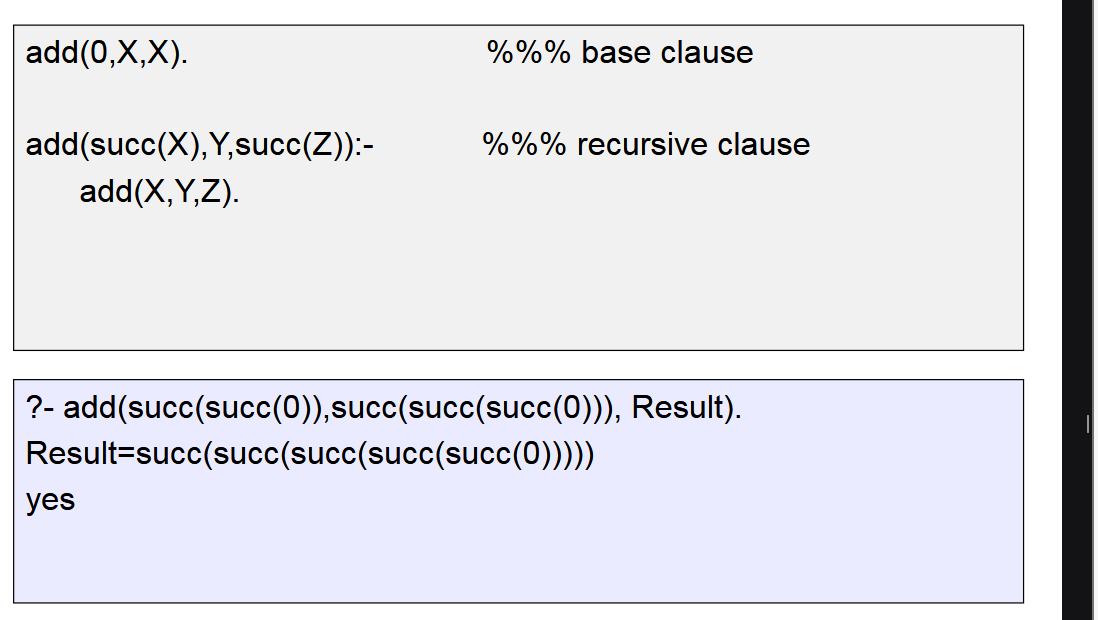 add(0,X,X). %%% base clause
add(succ(X),Y,succ(Z)):- %%% recursive clause
add(X,Y,Z).
?- add(succ(succ(0)),succ(succ(succ(0))), Result).
Result=succ(succ(succ(succ(succ(0)))))
yes